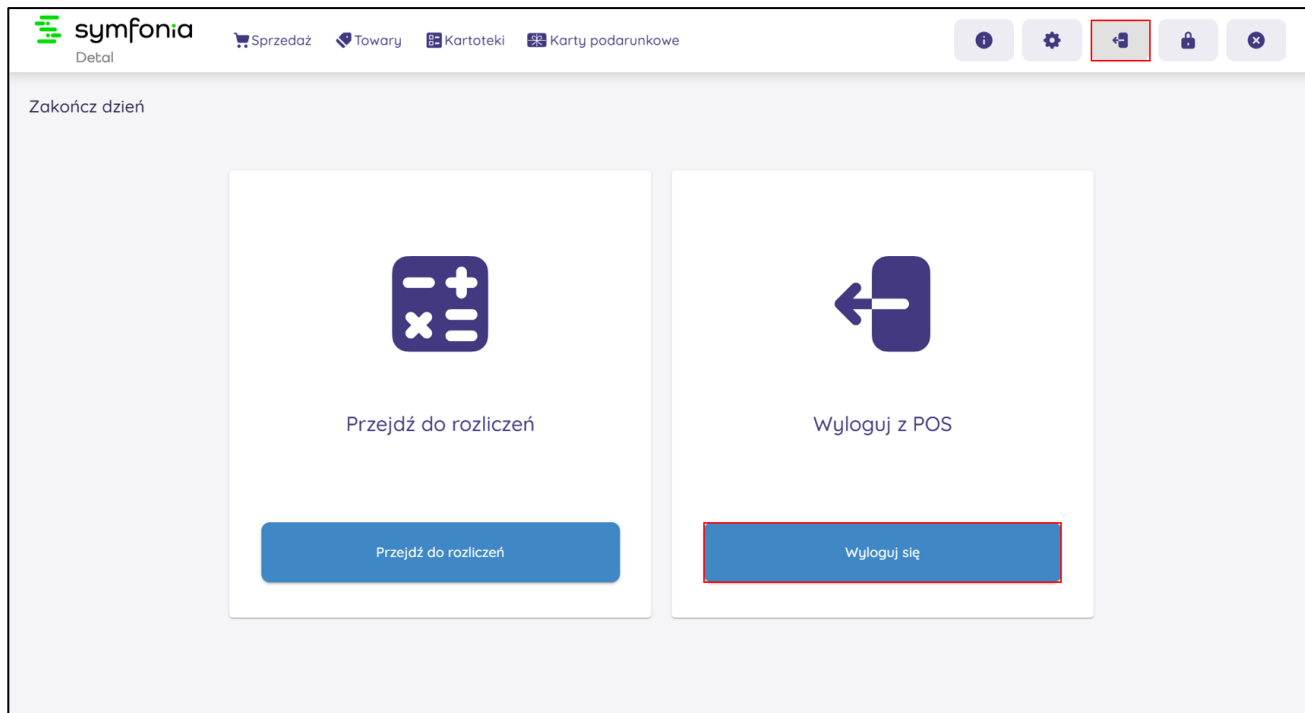 symfonia
Detal
Sprzedaż Towary Kartoteki Karty podarunkowe
Zakończ dzień
Przejdź do rozliczeń
Wyloguj z POS
Przejdź do rozliczeń
Wyloguj się